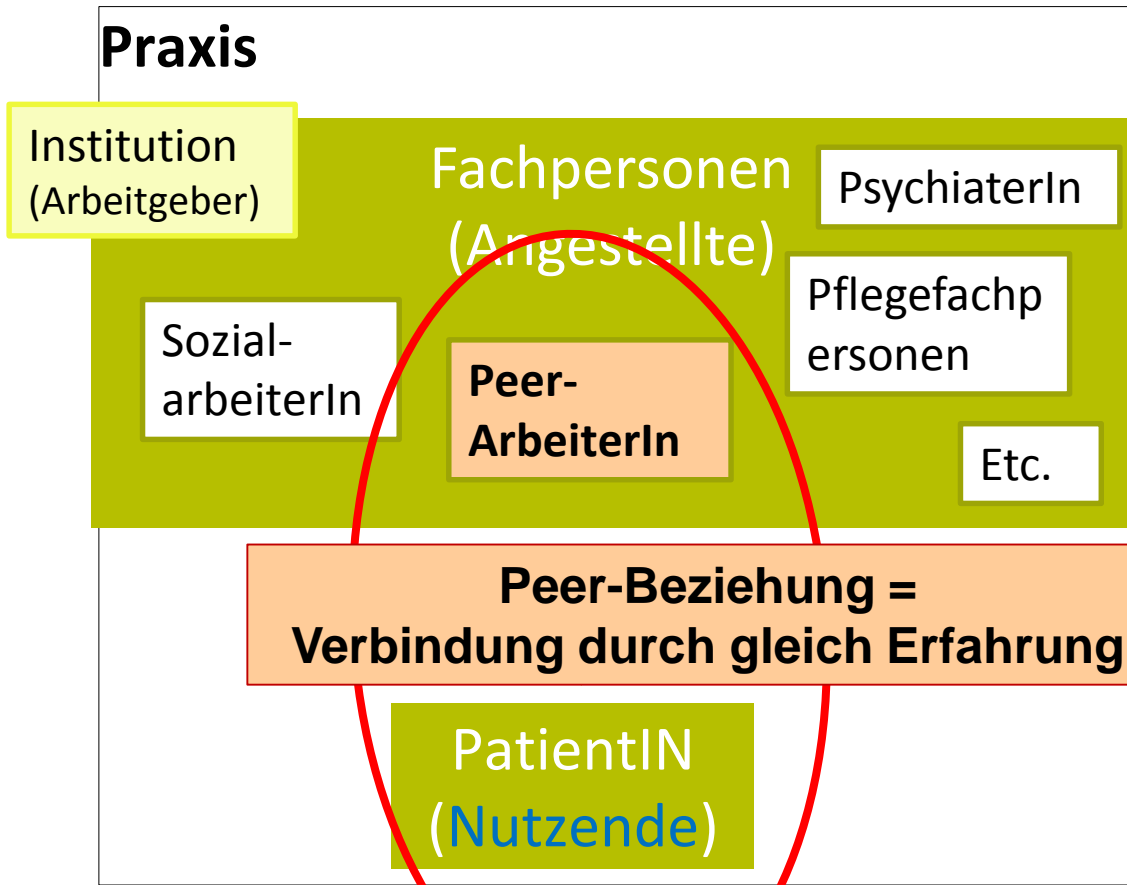 Praxis
Institution
(Arbeitgeber)
Fachpersonen
(Angestellte)
PsychiaterIn
Pflegefachp
ersonen
Sozial-
arbeiterIn
Peer-
ArbeiterIn
Etc.
Peer-Beziehung =
Verbindung durch gleich Erfahrung
PatientIN
(Nutzende)